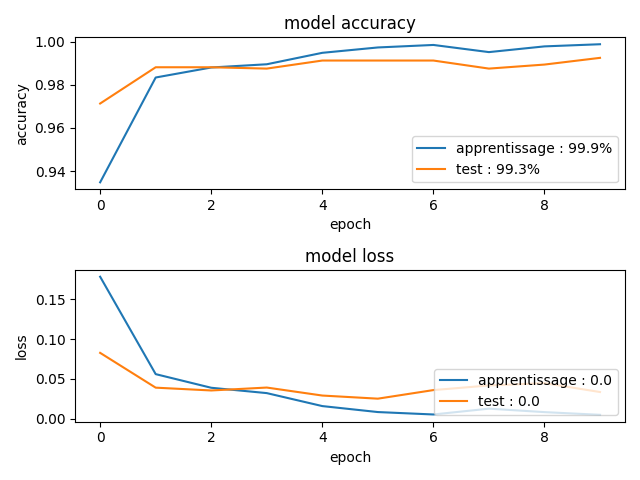 model accuracy
1.00
0.98
0.96
0.94
accuracy
apprentissage : 99.9%
test : 99.3%
0 2 4 6 8
epoch
model loss
0.15
0.10
0.05
0.00
loss
apprentissage : 0.0
test : 0.0
0 2 4 6 8
epoch